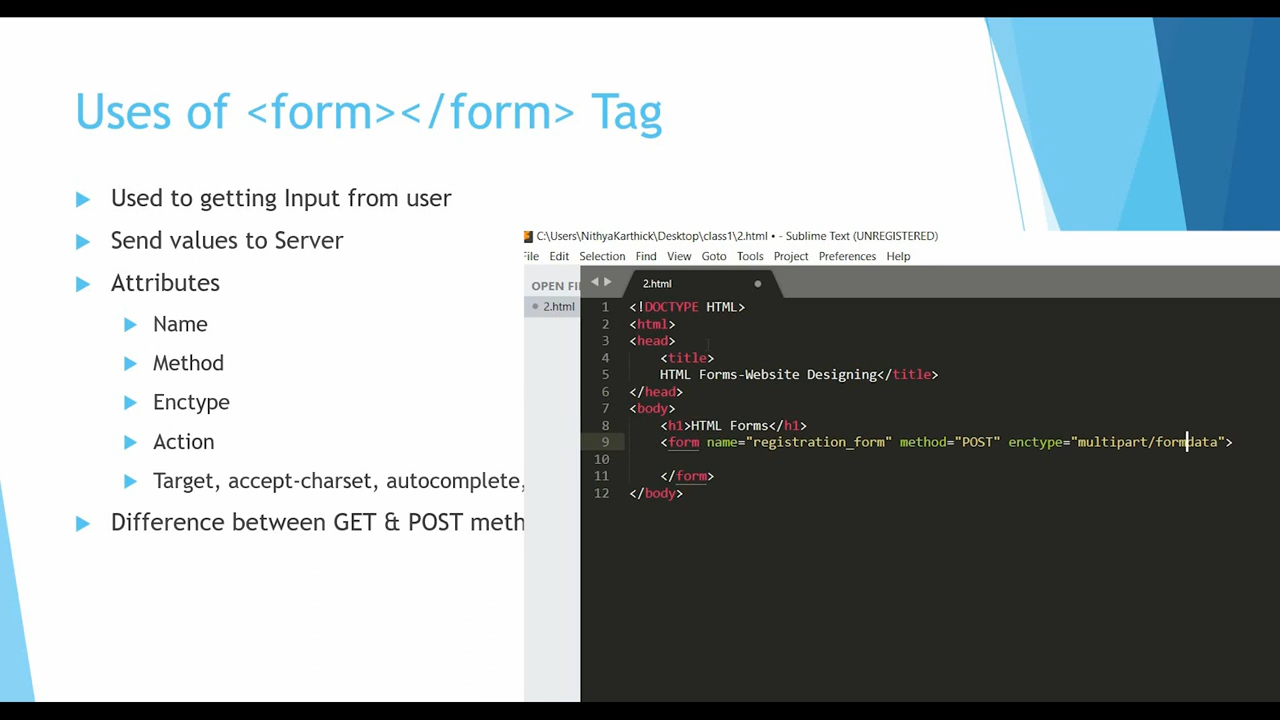 Uses of <form></form> Tag
Used to getting Input from user
Send values to Server
Attributes
Name
Method
Enctype
Action
Target, accept-charset, autocomplete,
Difference between GET & POST meth
C:\Users\NithyaKarthick\Desktop\class1\2.html • - Sublime Text (UNREGISTERED)
File Edit Selection Find View Goto Tools Project Preferences Help
OPEN FI
2.html
2.html
1 <!DOCTYPE HTML>
2 <html>
3 <head>
4 <title>
5 HTML Forms-Website Designing</title>
6 </head>
7 <body>
8 <h1>HTML Forms</h1>
9 <form name="registration_form" method="POST" enctype="multipart/formdata">
10
11 </form>
12 </body>